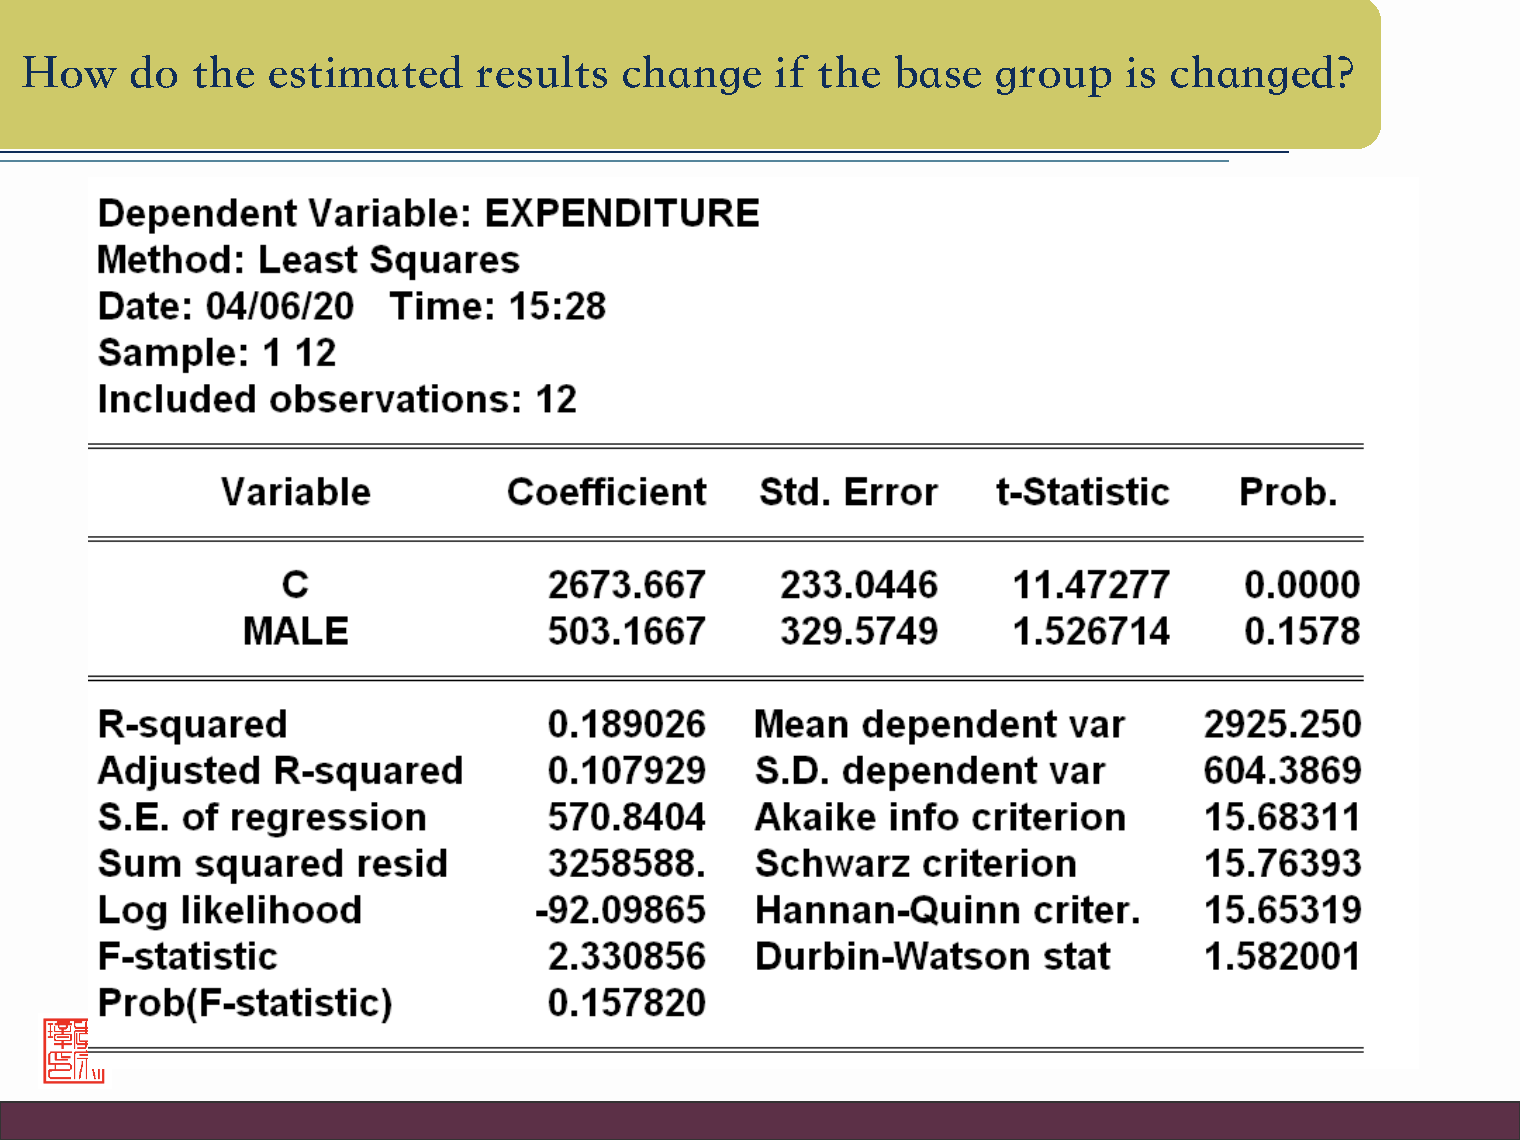 How do the estimated results change if the base group is changed?
Dependent Variable: EXPENDITURE
Method: Least Squares
Date: 04/06/20 Time: 15:28
Sample: 1 12
Included observations: 12
Variable Coefficient Std. Error t-Statistic Prob.
C 2673.667 233.0446 11.47277 0.0000
MALE 503.1667 329.5749 1.526714 0.1578
R-squared 0.189026 Mean dependent var 2925.250
Adjusted R-squared 0.107929 S.D. dependent var 604.3869
S.E. of regression 570.8404 Akaike info criterion 15.68311
Sum squared resid 3258588. Schwarz criterion 15.76393
Log likelihood -92.09865 Hannan-Quinn criter. 15.65319
F-statistic 2.330856 Durbin-Watson stat 1.582001
Prob(F-statistic) 0.157820